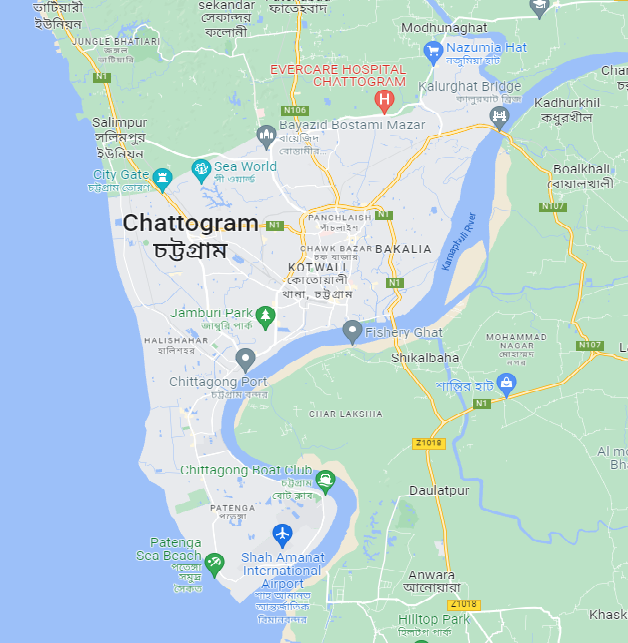 ভাটিয়ারী
ইউনিয়ন
sekandar
সেকান্দর
কলোনী
ফাতেহবাদ
Modhunaghat
JUNGLE BHATIARI
জঙ্গল
ভাটিয়ারি
N1
Nazumia Hat
নজুমিয়া হাট
EVERCARE HOSPITAL
CHATTOGRAM
H
Kalurghat Bridge
কালুরঘাট ব্রিজ
Kadhurkhil
কধুরখীল
N106
Salimpur
সলিমপুর
ইউনিয়ন
Bayazid Bostami Mazar
বায়েজিদ
বোস্তামীর...
City Gate
চট্টগ্রাম তোরণ
Sea World
সী ওয়ার্ল্ড
Boalkhali
বোয়ালখালী
N107
Chattogram
চট্টগ্রাম
N1
PANCHLAISH
পাঁচলাইশ
N1
CHAWK BAZAR
চক বাজার
BAKALIA
Karnaphuli River
KOTWALI
কোতোয়ালী
থানা, চট্টগ্রাম
N1
Jamburi Park
জাম্বুরি পার্ক
HALISHAHAR
হালিশহর
Fishery Ghat
MOHAMMAD
NAGAR
মোহাম্মদ
নগর
N107
Shikalbaha
Chittagong Port
চট্টগ্রাম বন্দর
শান্তির হাট
N1
CHAR LAKSHIIA
Z1018
Chittagong Boat Club
চট্টগ্রাম
বোট ক্লাব
Daulatpur
PATENGA
পতেঙ্গা
Patenga
Sea Beach
পতেঙ্গা
সমুদ্র
সৈকত
Shah Amanat
International
Airport
শাহ আমানত
আন্তর্জাতিক
বিমানবন্দর
Anwara
আনোয়ারা
Z1018
Hilltop Park
হিলটপ পার্ক
Khask